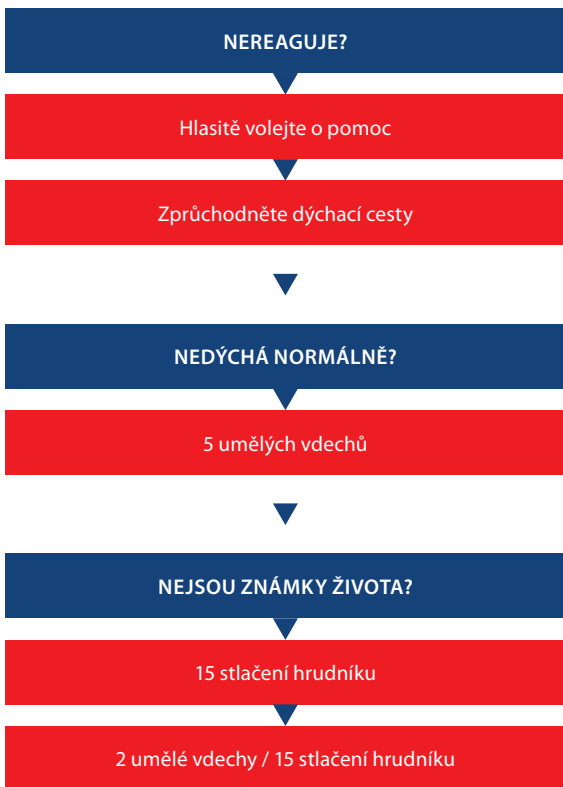 NEREAGUJE?
Hlasitě volejte o pomoc
Zprůchodněte dýchací cesty
NEDÝCHÁ NORMÁLNĚ?
5 umělých vdechů
NEJSOU ZNÁMKY ŽIVOTA?
15 stlačení hrudníku
2 umělé vdechy / 15 stlačení hrudníku